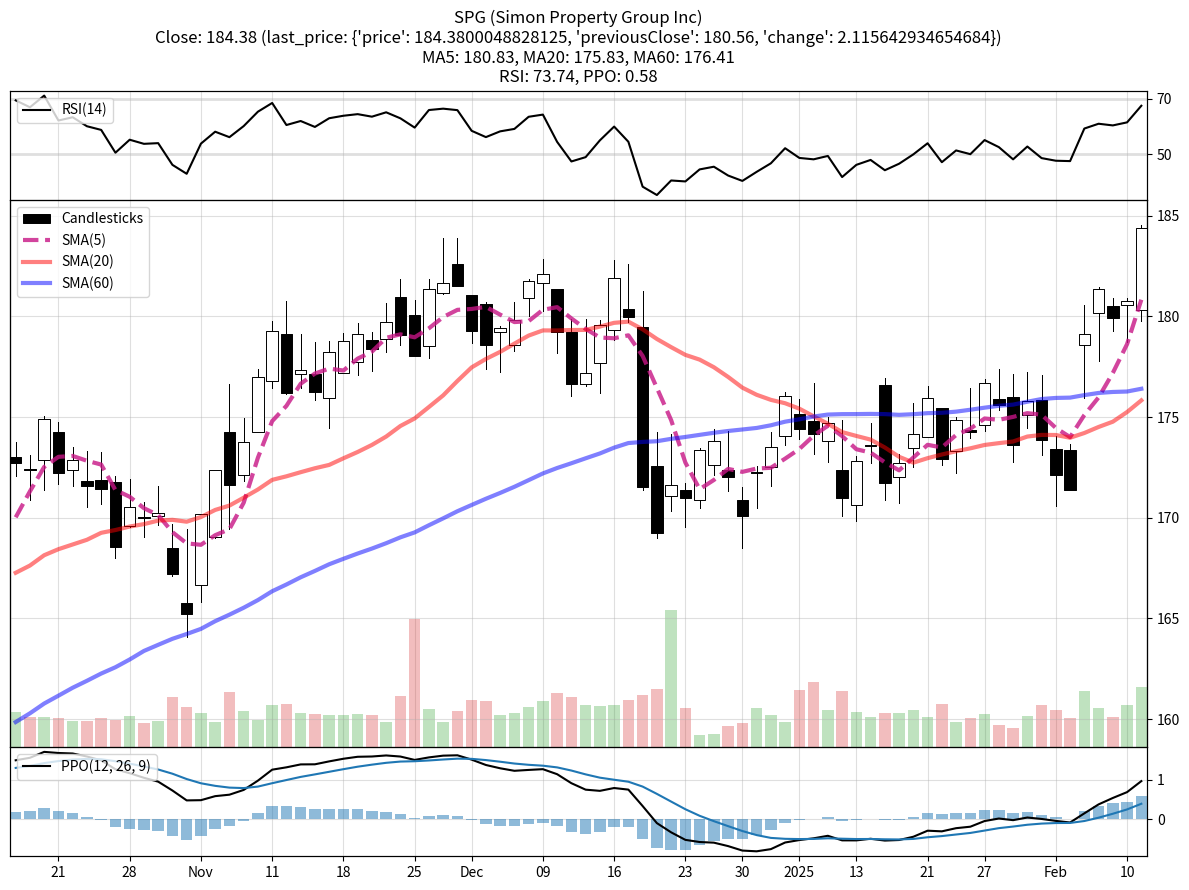 SPG (Simon Property Group Inc)
Close: 184.38 (last_price: {'price': 184.3800048828125, 'previousClose': 180.56, 'change': 2.115642934654684})
MA5: 180.83, MA20: 175.83, MA60: 176.41
RSI: 73.74, PPO: 0.58
RSI(14)
70
50
Candlesticks
SMA(5)
SMA(20)
SMA(60)
185
180
175
170
165
160
PPO(12, 26, 9)
1
0
21 28 Nov 11 18 25 Dec 09 16 23 30 2025 13 21 27 Feb 10